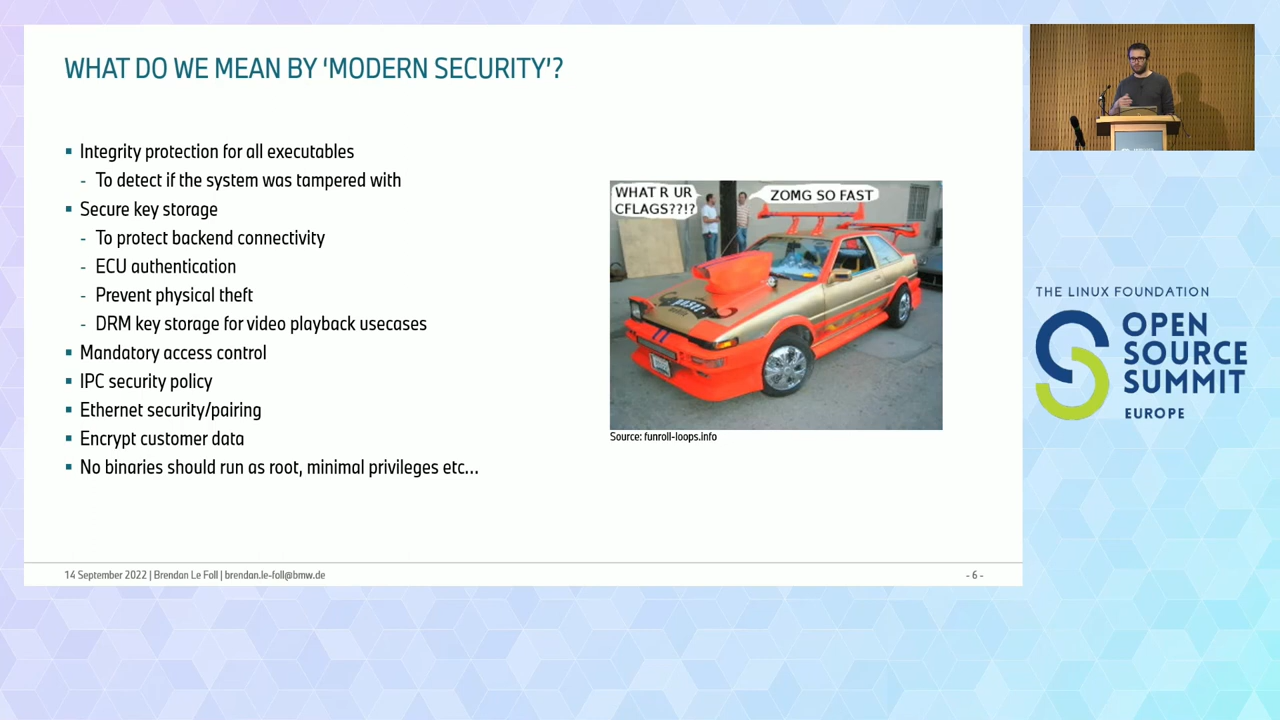 WHAT DO WE MEAN BY ‘MODERN SECURITY’?
▪ Integrity protection for all executables
- To detect if the system was tampered with
▪ Secure key storage
- To protect backend connectivity
- ECU authentication
- Prevent physical theft
- DRM key storage for video playback usecases
▪ Mandatory access control
▪ IPC security policy
▪ Ethernet security/pairing
▪ Encrypt customer data
▪ No binaries should run as root, minimal privileges etc...
WHAT R UR
CFLAGS??!?
ZOMG SO FAST
Source: funroll-loops.info
14 September 2022 | Brendan Le Foll | brendan.le-foll@bmw.de
- 6 -
THE LINUX FOUNDATION
OPEN
SOURCE
SUMMIT
EUROPE